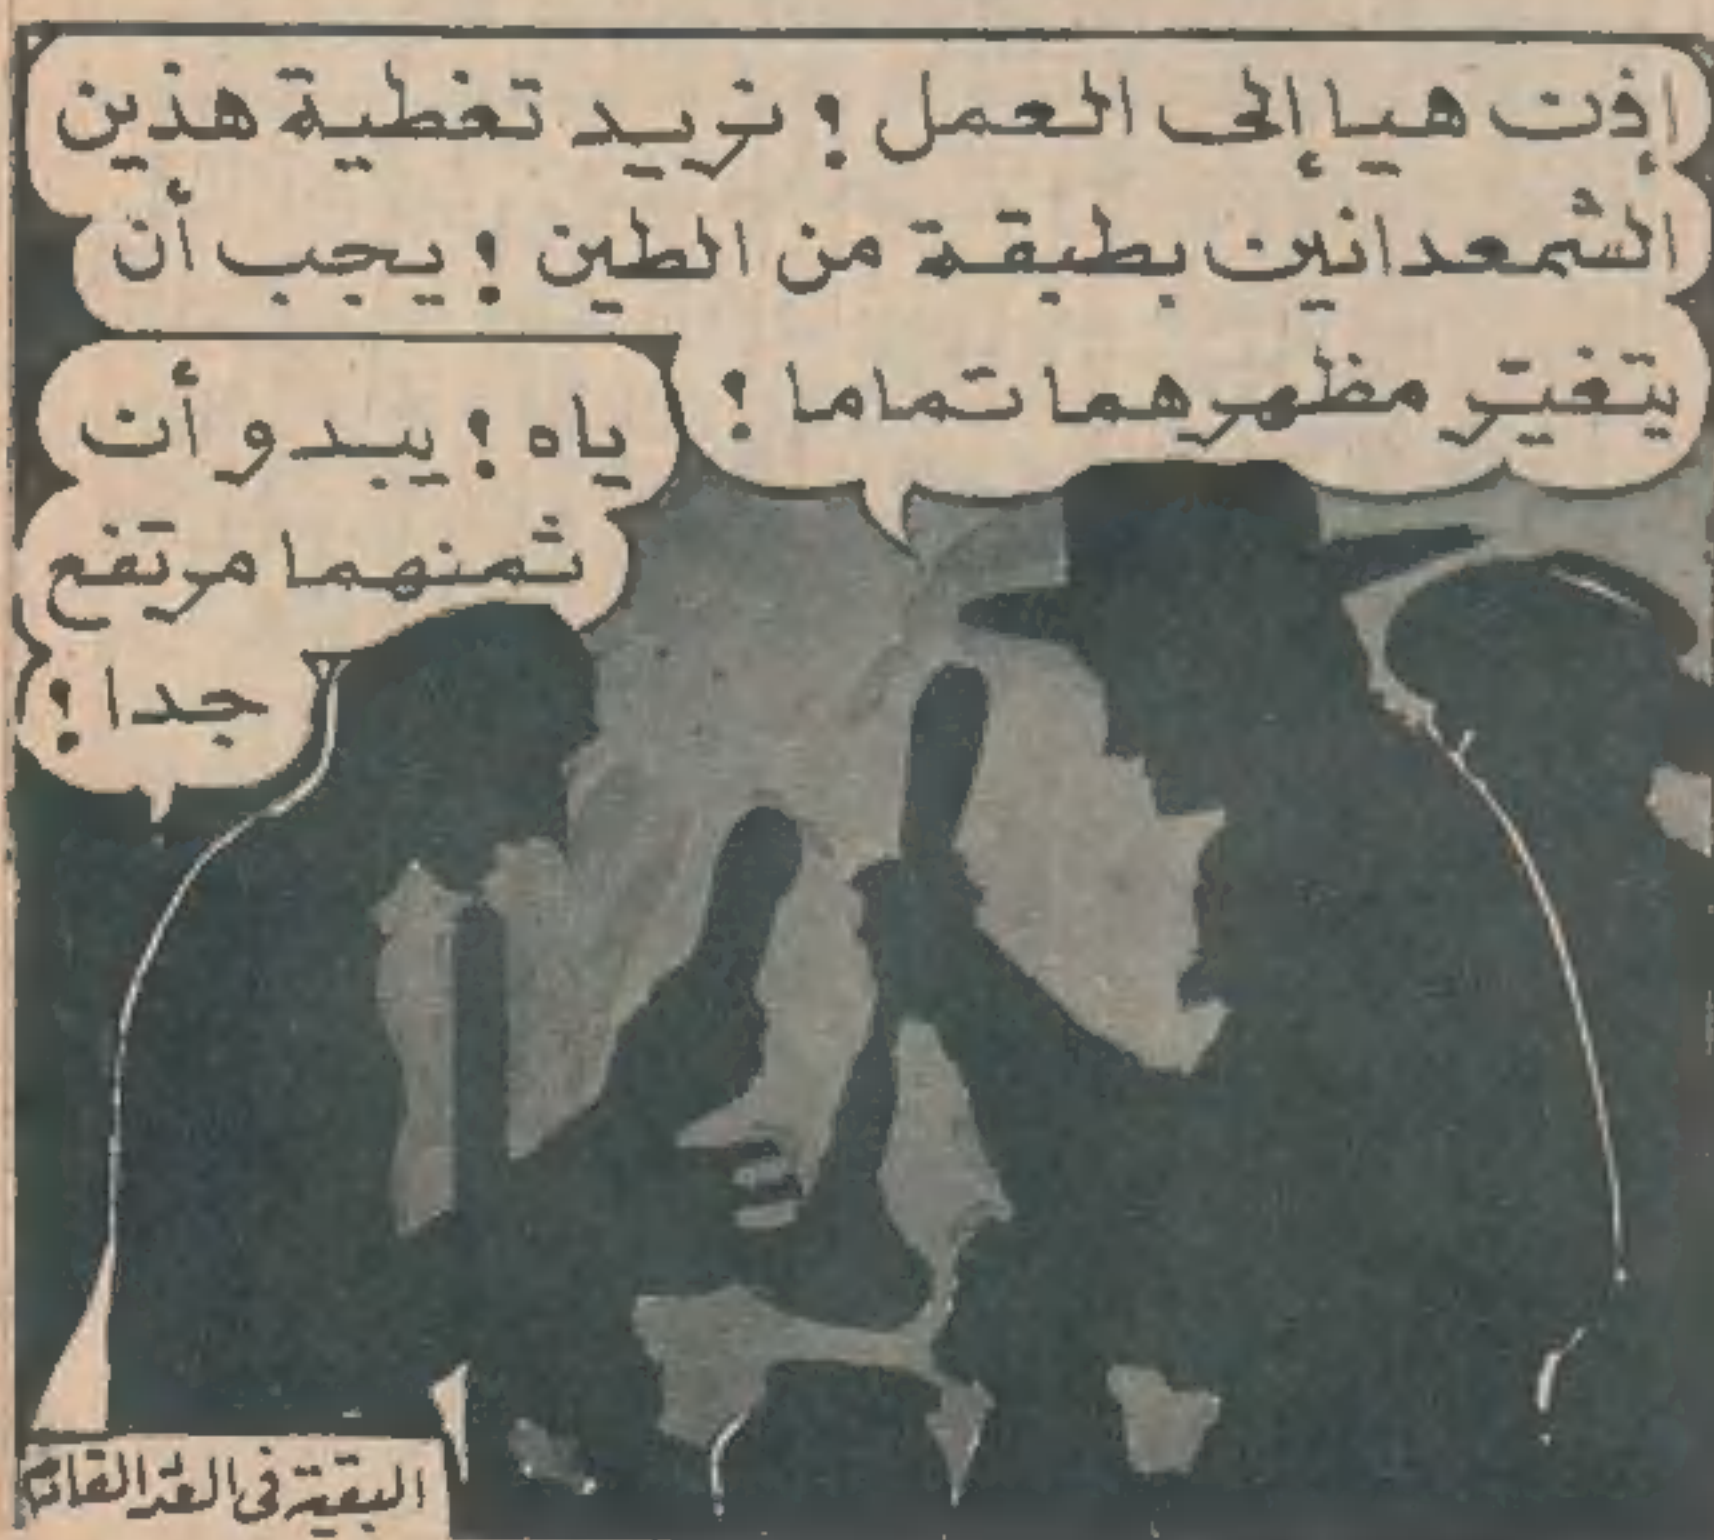 إذن هيا إلى العمل ! نريد تغطية هذين
الشمعدانين بطبقة من الطين ! يجب أن
يتغير مظهرهما تماما !
ياه ! يبدو أن
ثمنهما مرتفع
جدا !
البقية فى العدد القادم